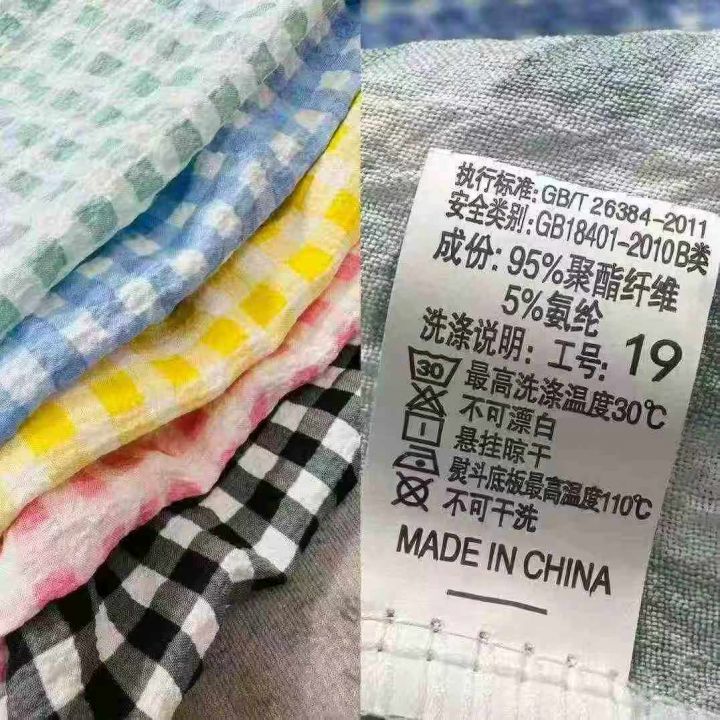 执行标准: GB/T 26384-2011
安全类别: GB18401-2010B类
成份: 95%聚酯纤维
5%氨纶
洗涤说明: 工号: 19
30 最高洗涤温度30℃
不可漂白
悬挂晾干
熨斗底板最高温度110℃
不可干洗
MADE IN CHINA